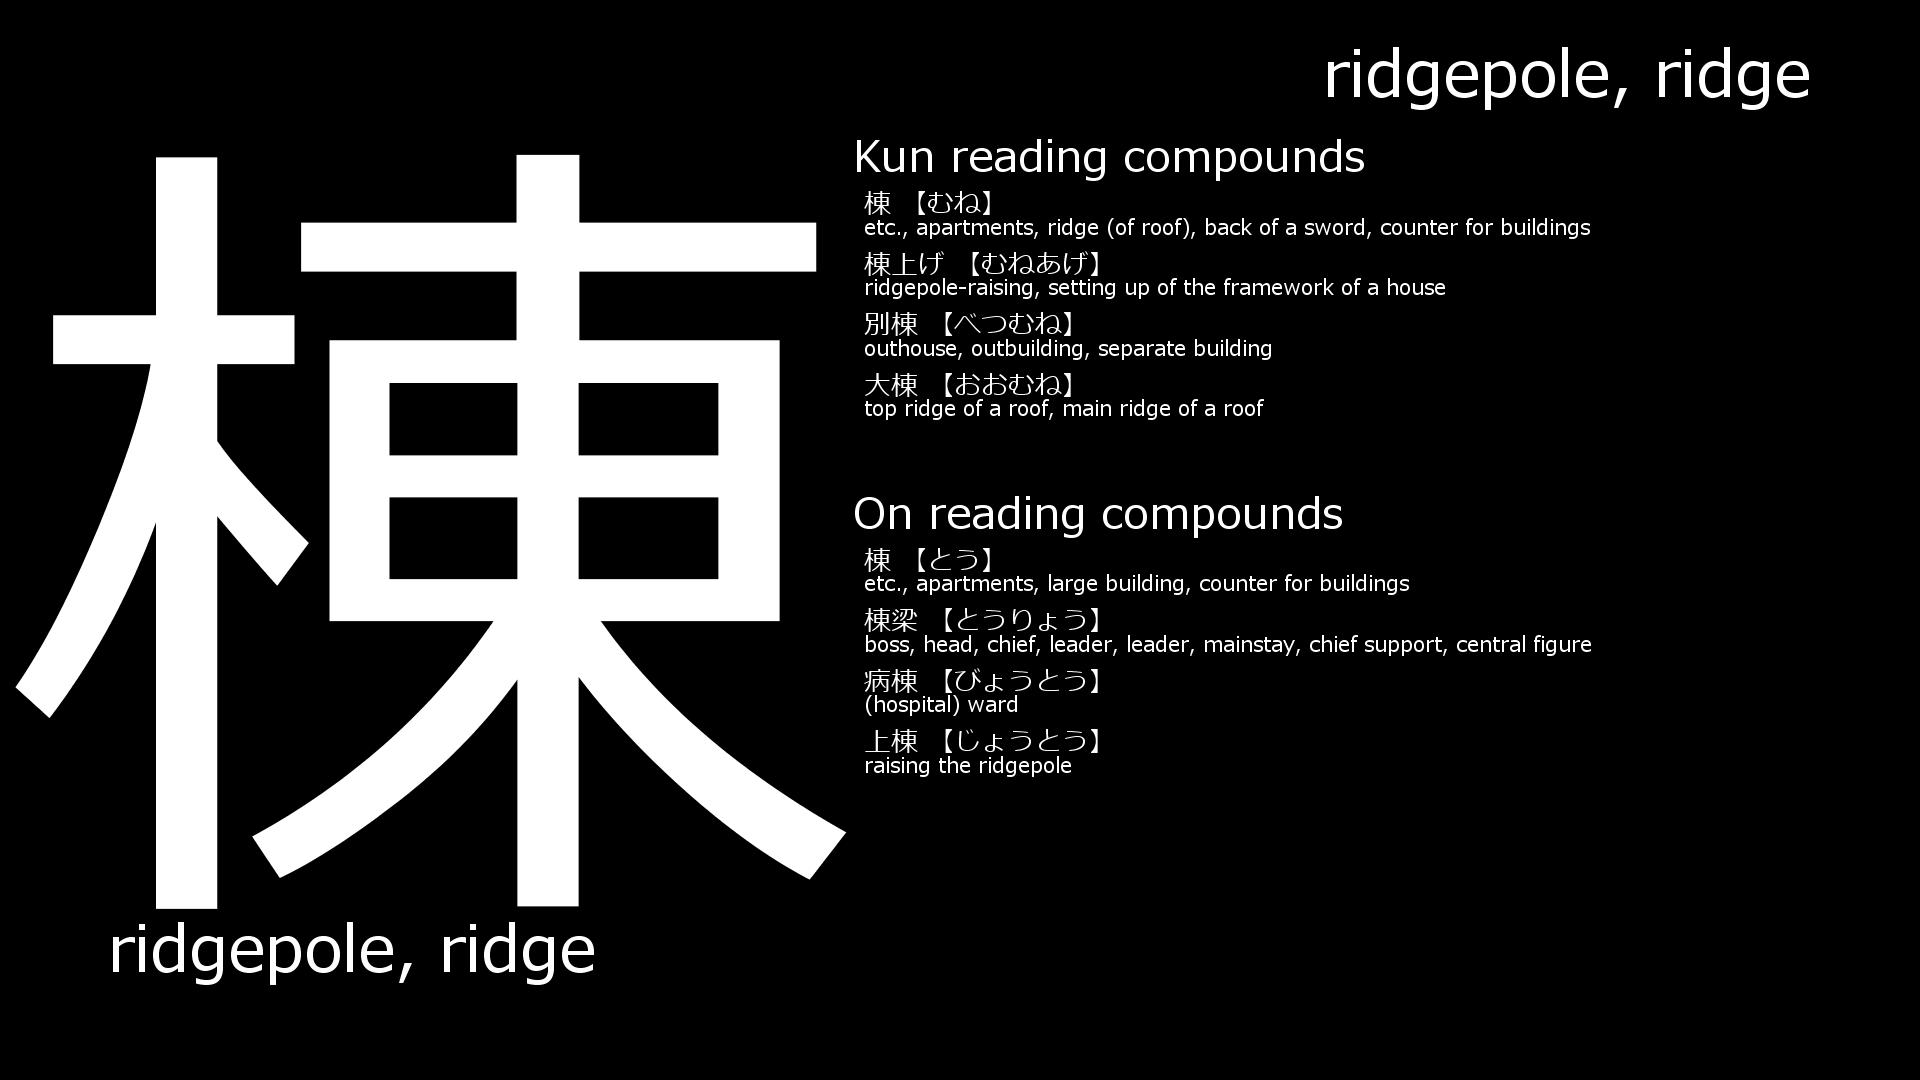 ridgepole, ridge
棟
Kun reading compounds
棟 【むね】
etc., apartments, ridge (of roof), back of a sword, counter for buildings
棟上げ 【むねあげ】
ridgepole-raising, setting up of the framework of a house
別棟 【べつむね】
outhouse, outbuilding, separate building
大棟 【おおむね】
top ridge of a roof, main ridge of a roof
On reading compounds
棟 【とう】
etc., apartments, large building, counter for buildings
棟梁 【とうりょう】
boss, head, chief, leader, leader, mainstay, chief support, central figure
病棟 【びょうとう】
(hospital) ward
上棟 【じょうとう】
raising the ridgepole
ridgepole, ridge